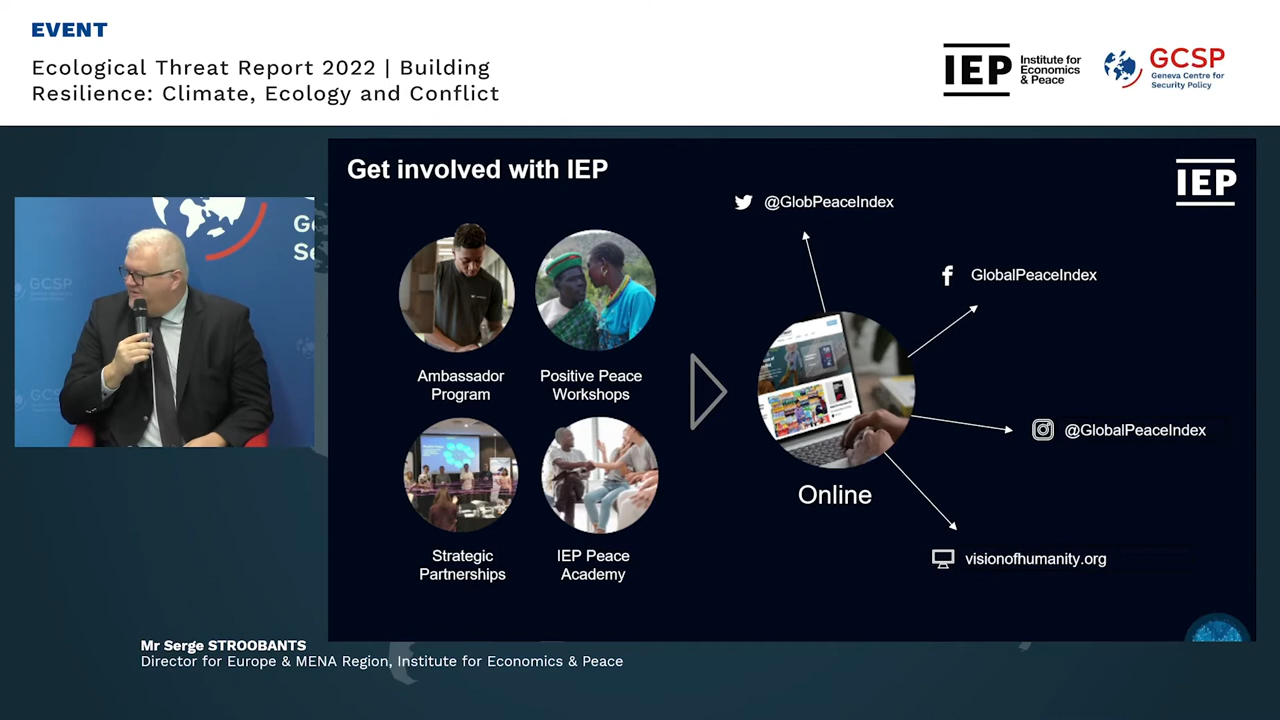 EVENT
Ecological Threat Report 2022 | Building
Resilience: Climate, Ecology and Conflict
IEP Institute for
Economics
& Peace
GCSP
Geneva Centre for
Security Policy
Get involved with IEP
IEP
@GlobPeaceIndex
GlobalPeaceIndex
Ambassador
Program
Positive Peace
Workshops
@GlobalPeaceIndex
Online
Strategic
Partnerships
IEP Peace
Academy
visionofhumanity.org
GCSP
Mr Serge STROOBANTS
Director for Europe & MENA Region, Institute for Economics & Peace